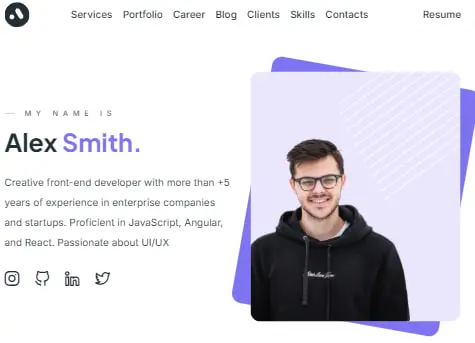 Services Portfolio Career Blog Clients Skills Contacts Resume
MY NAME IS
Alex Smith.
Creative front-end developer with more than +5
years of experience in enterprise companies
and startups. Proficient in JavaScript, Angular,
and React. Passionate about UI/UX